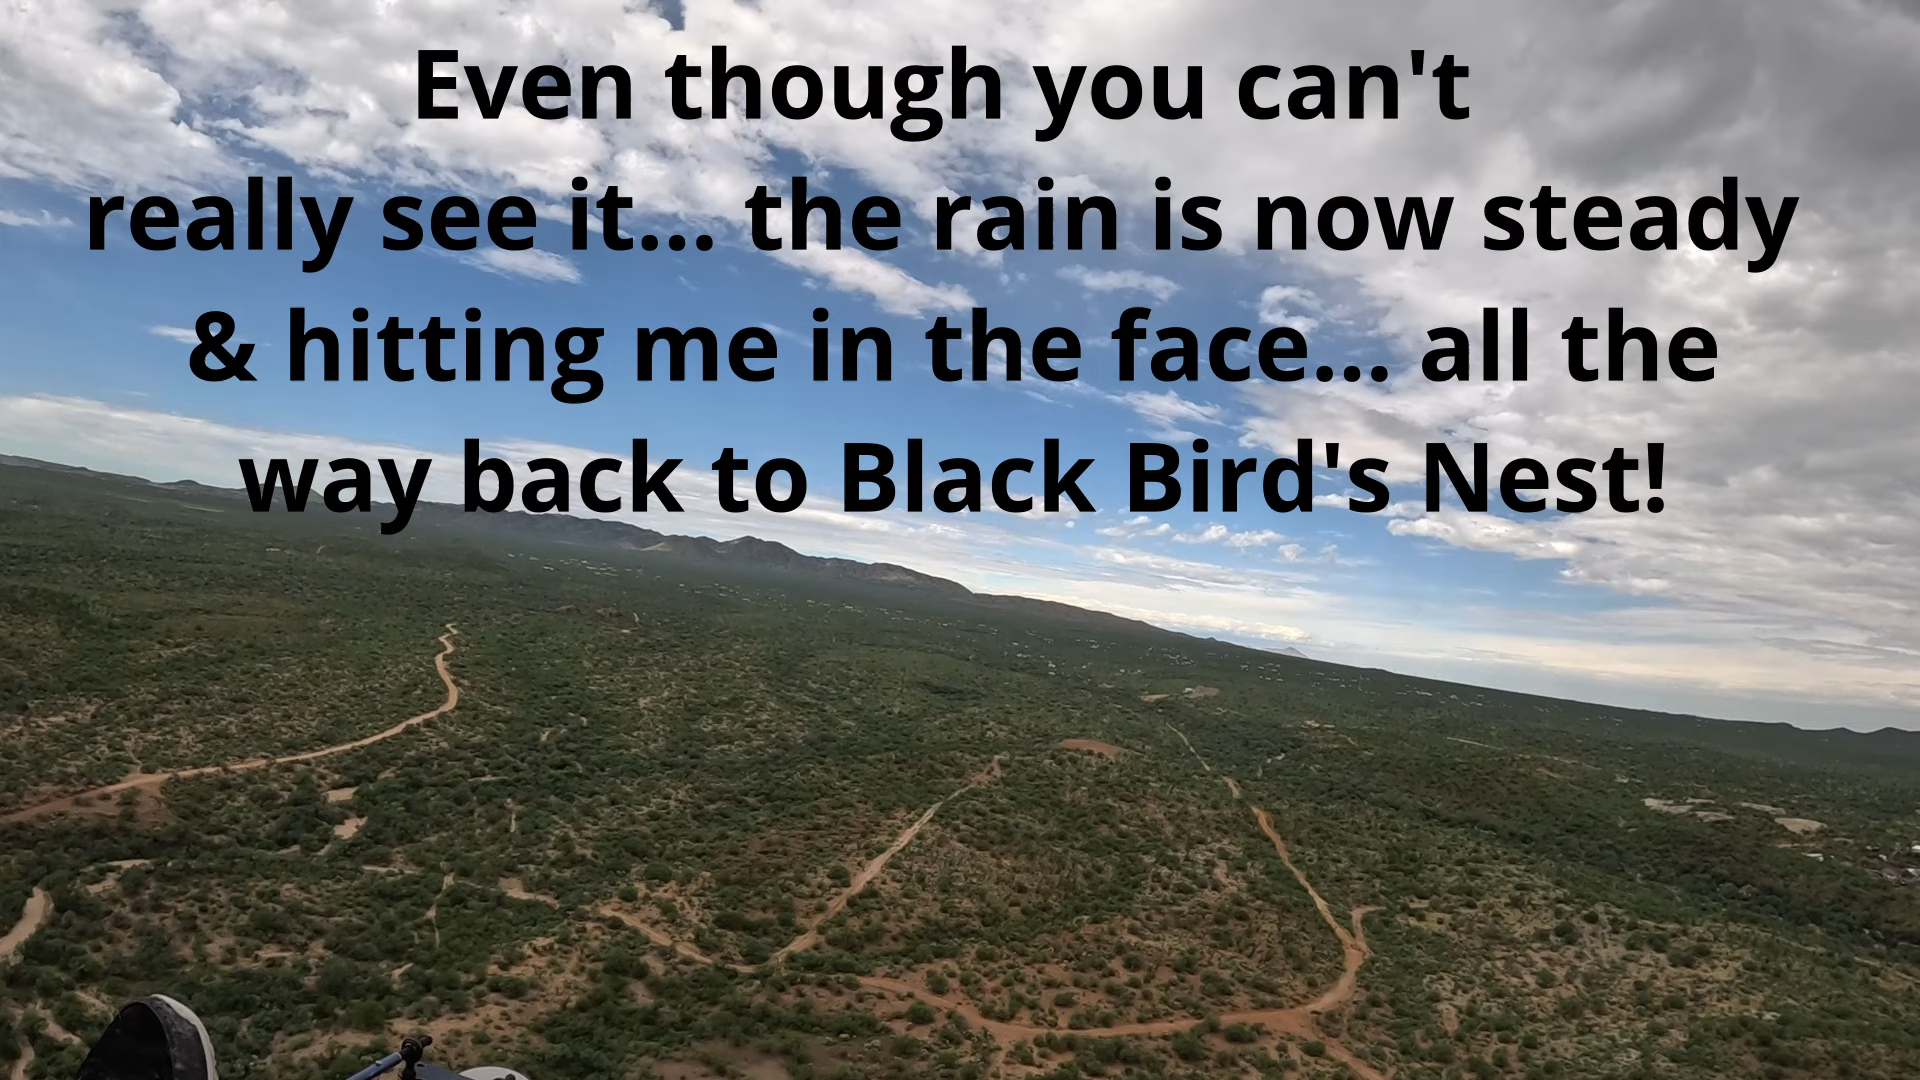 Even though you can't
really see it... the rain is now steady
& hitting me in the face... all the
way back to Black Bird's Nest!